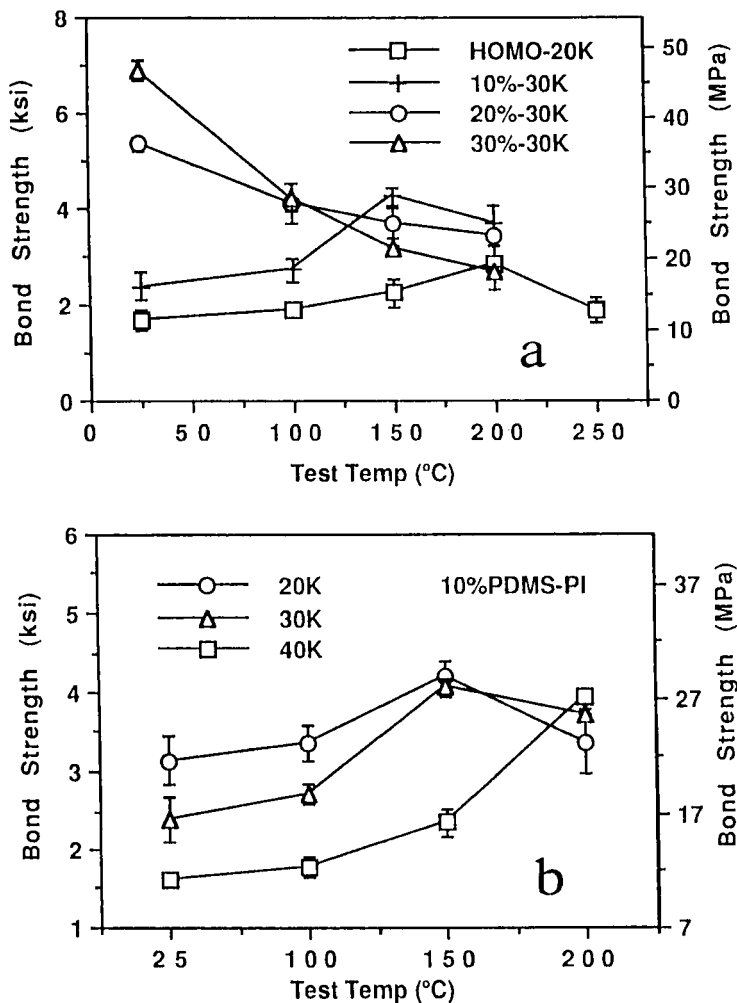 8
6
4
2
0
Bond Strength (ksi)
HOMO-20K
10%-30K
20%-30K
30%-30K
50
40
30
20
10
0
Bond Strength (MPa)
a
0 50 100 150 200 250
Test Temp (ºC)
6
5
4
3
2
1
Bond Strength (ksi)
20K
30K
40K
10%PDMS-PI
37
27
17
7
Bond Strength (MPa)
b
25 100 150 200
Test Temp (ºC)